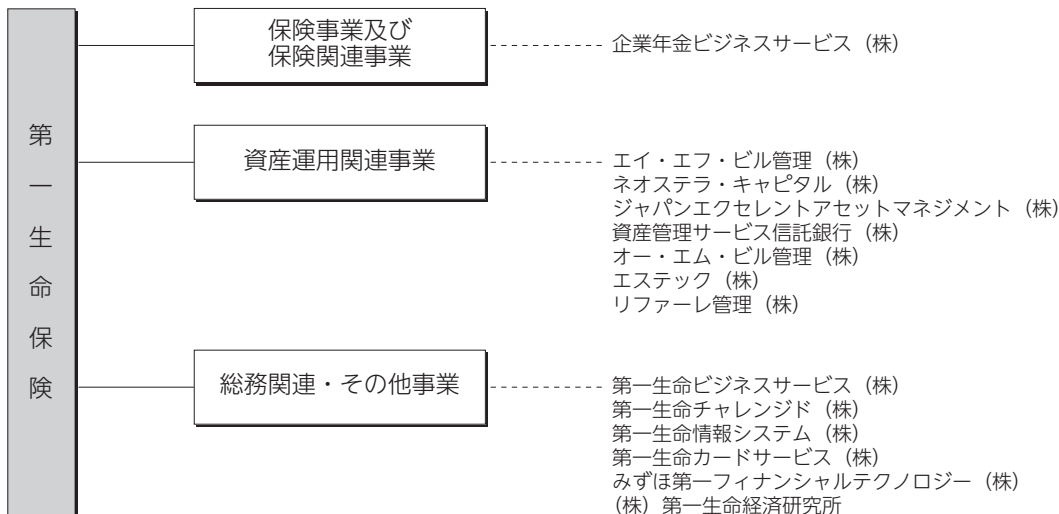 第一生命保険
保険事業及び
保険関連事業
企業年金ビジネスサービス（株）
資産運用関連事業
エイ・エフ・ビル管理（株）
ネオステラ・キャピタル（株）
ジャパンエクセレントアセットマネジメント（株）
資産管理サービス信託銀行（株）
オー・エム・ビル管理（株）
エステック（株）
リファーレ管理（株）
総務関連・その他事業
第一生命ビジネスサービス（株）
第一生命チャレンジド（株）
第一生命情報システム（株）
第一生命カードサービス（株）
みずほ第一フィナンシャルテクノロジー（株）
（株）第一生命経済研究所